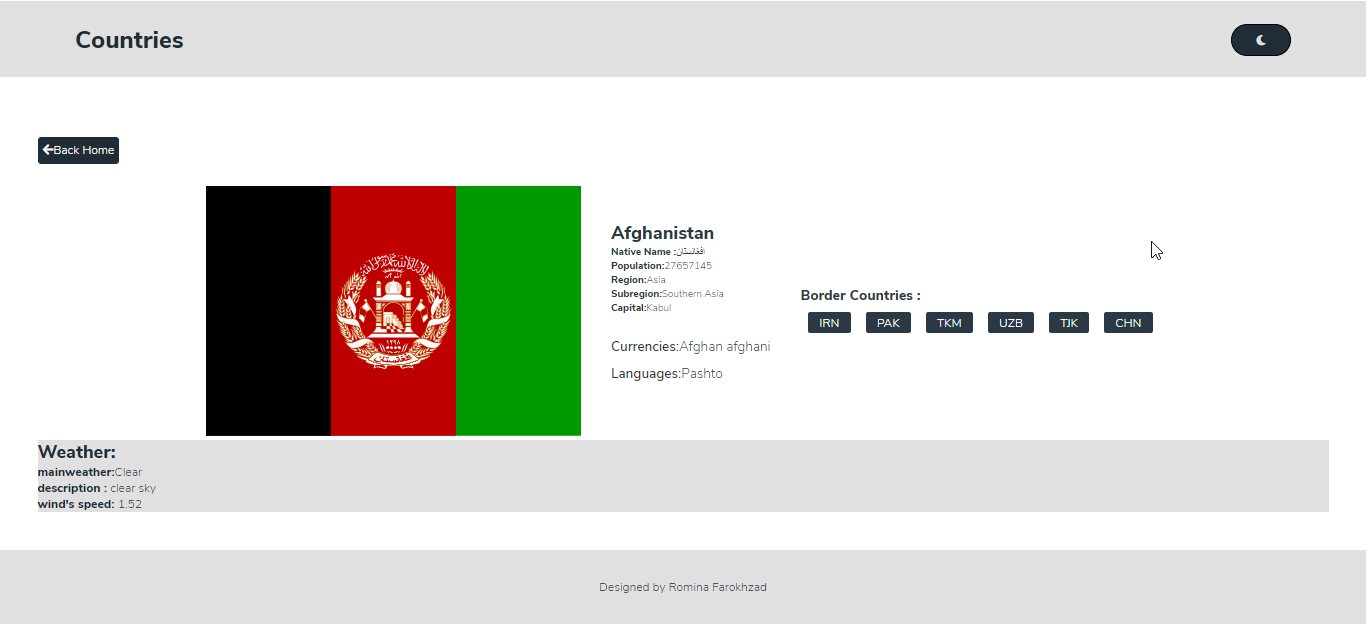 Countries
Back Home
Afghanistan
Native Name :افغانستان
Population:27657145
Region:Asia
Subregion:Southern Asia
Capital:Kabul
Currencies:Afghan afghani
Languages:Pashto
Border Countries :
IRN PAK TKM UZB TJK CHN
Weather:
mainweather:Clear
description : clear sky
wind's speed: 1.52
Designed by Romina Farokhzad